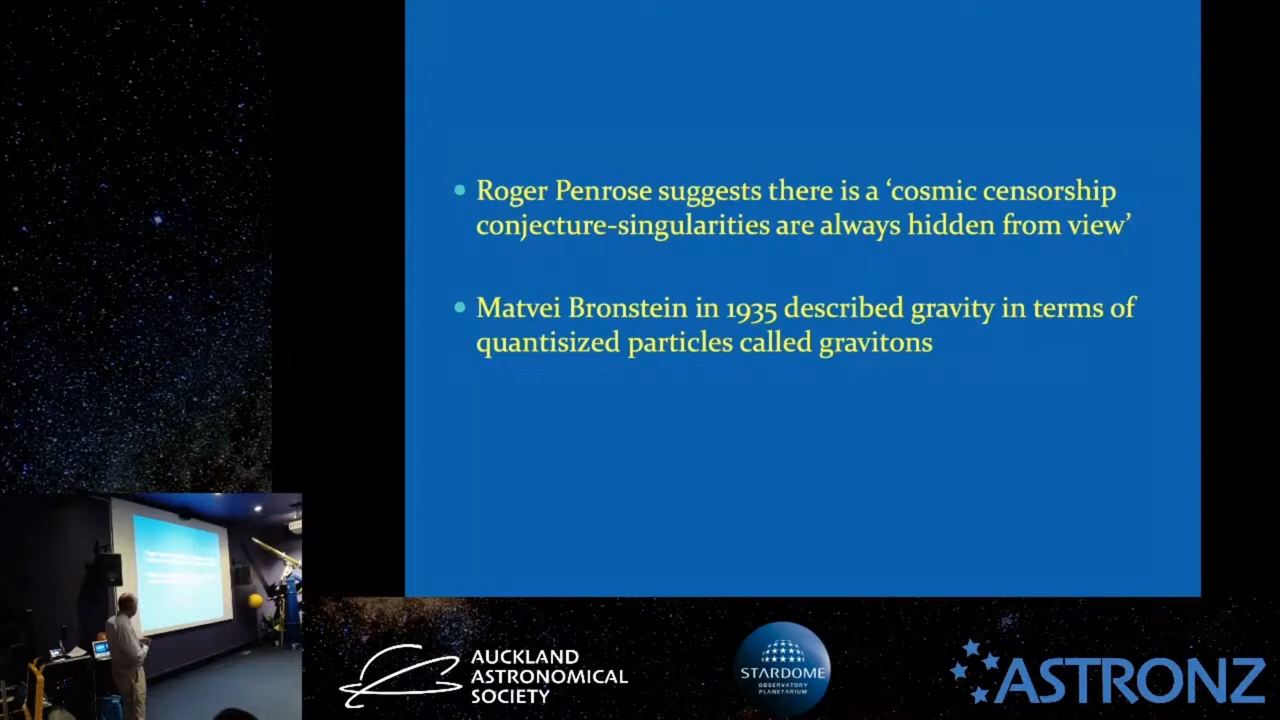 Roger Penrose suggests there is a ‘cosmic censorship
conjecture-singularities are always hidden from view’
Matvei Bronstein in 1935 described gravity in terms of
quantisized particles called gravitons
AUCKLAND
ASTRONOMICAL
SOCIETY
STARDOME
OBSERVATORY
PLANETARIUM
ASTRONZ